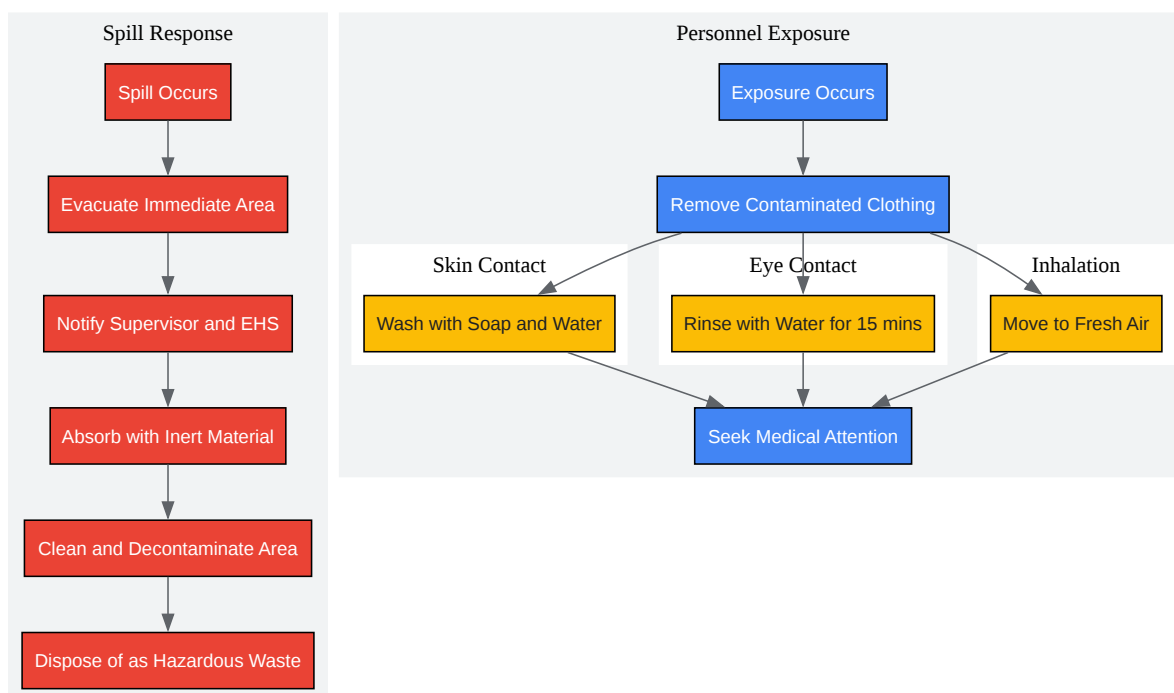 Spill Response
Spill Occurs
Evacuate Immediate Area
Notify Supervisor and EHS
Absorb with Inert Material
Clean and Decontaminate Area
Dispose of as Hazardous Waste
Personnel Exposure
Exposure Occurs
Remove Contaminated Clothing
Skin Contact
Wash with Soap and Water
Eye Contact
Rinse with Water for 15 mins
Inhalation
Move to Fresh Air
Seek Medical Attention